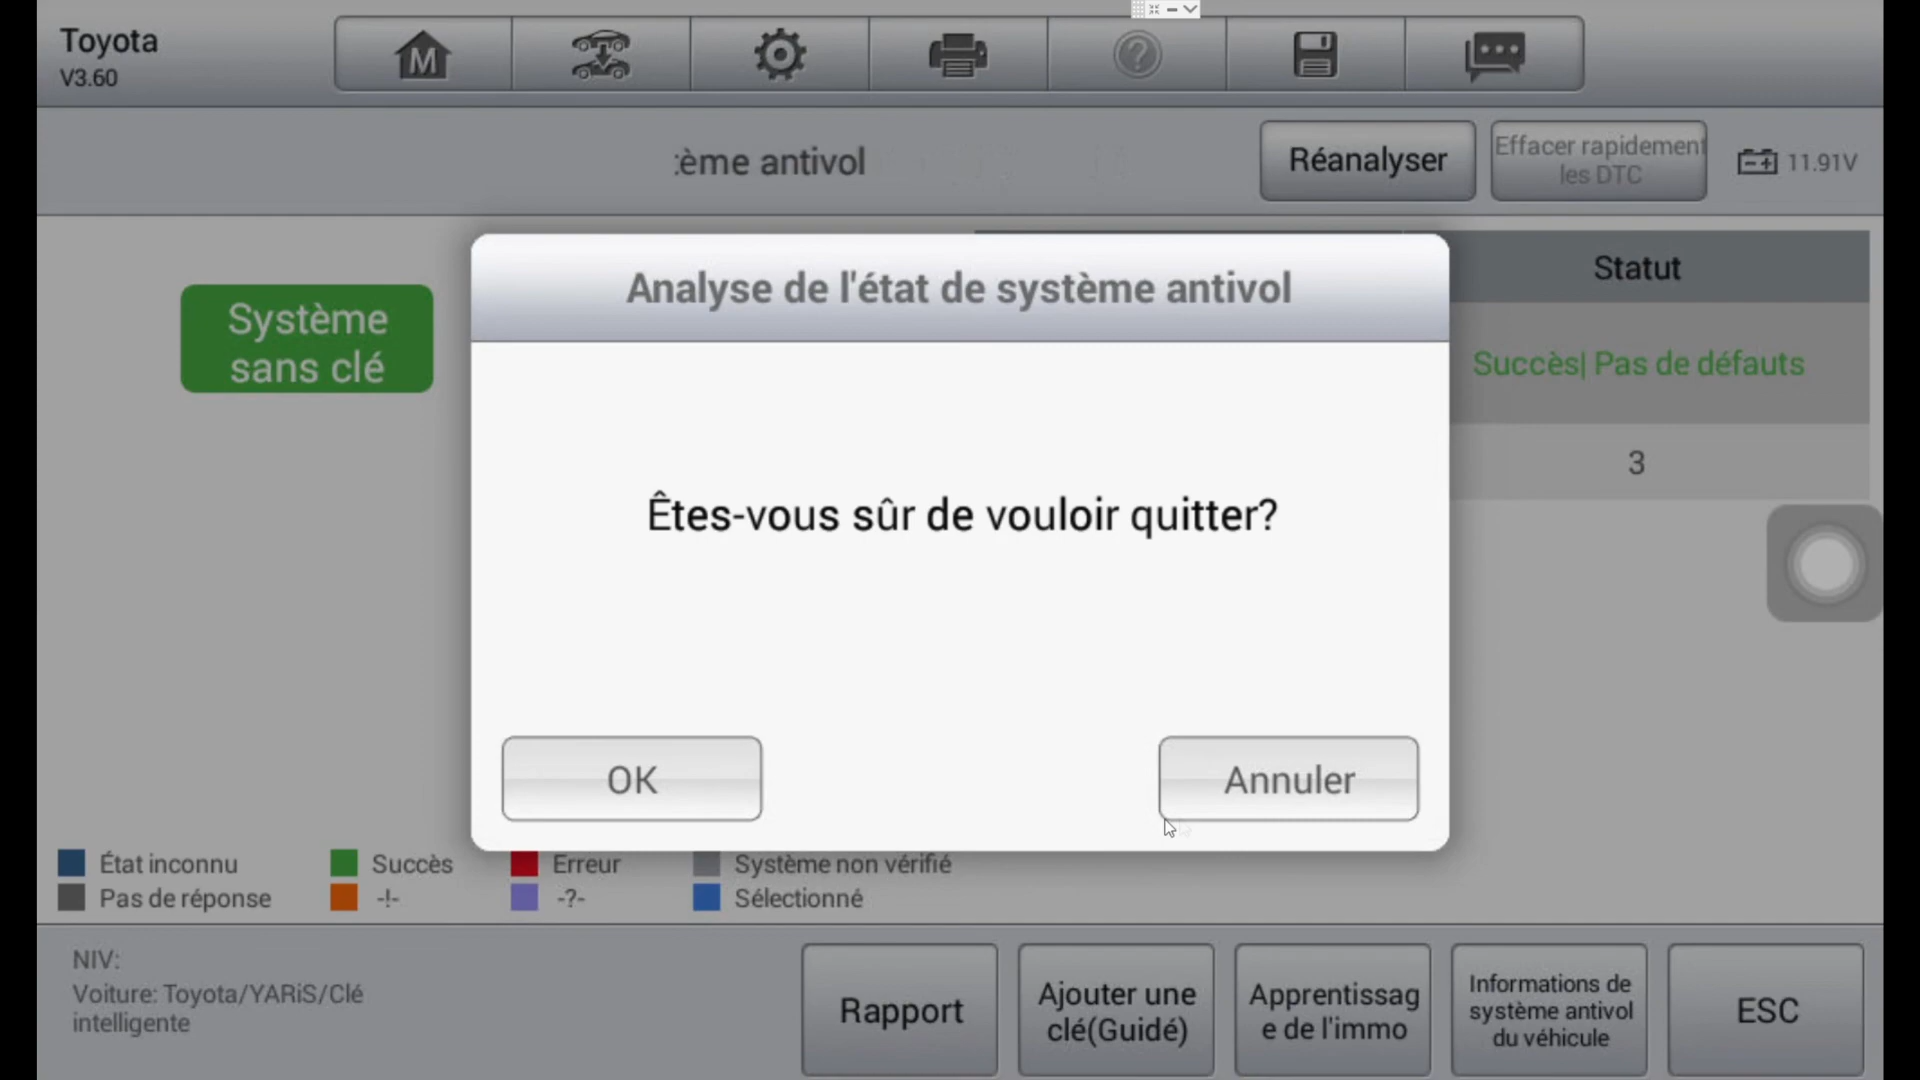 Toyota
V3.60
M
?
tème antivol
Réanalyser
Effacer rapidement
les DTC
11.91V
Statut
Système
sans clé
Succès| Pas de défauts
3
Analyse de l'état de système antivol
Êtes-vous sûr de vouloir quitter?
OK
Annuler
État inconnu
Succès
Erreur
Système non vérifié
Pas de réponse
-!-
-?-
Sélectionné
NIV:
Voiture: Toyota/YARiS/Clé
intelligente
Rapport
Ajouter une
clé(Guidé)
Apprentissag
e de l'immo
Informations de
système antivol
du véhicule
ESC